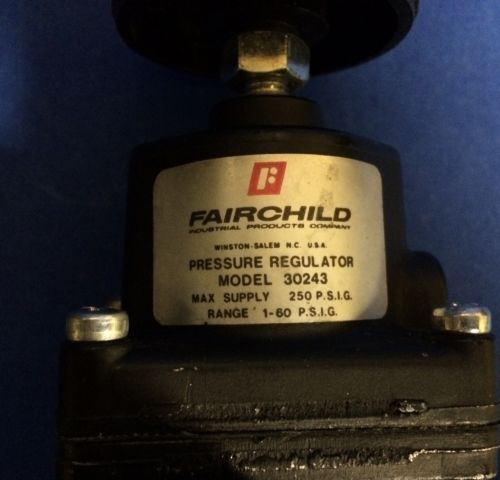 FAIRCHILD
INDUSTRIAL PRODUCTS COMPANY
WINSTON-SALEM N.C. U.S.A.
PRESSURE REGULATOR
MODEL 30243
MAX SUPPLY 250 P.S.I.G.
RANGE 1-60 P.S.I.G.